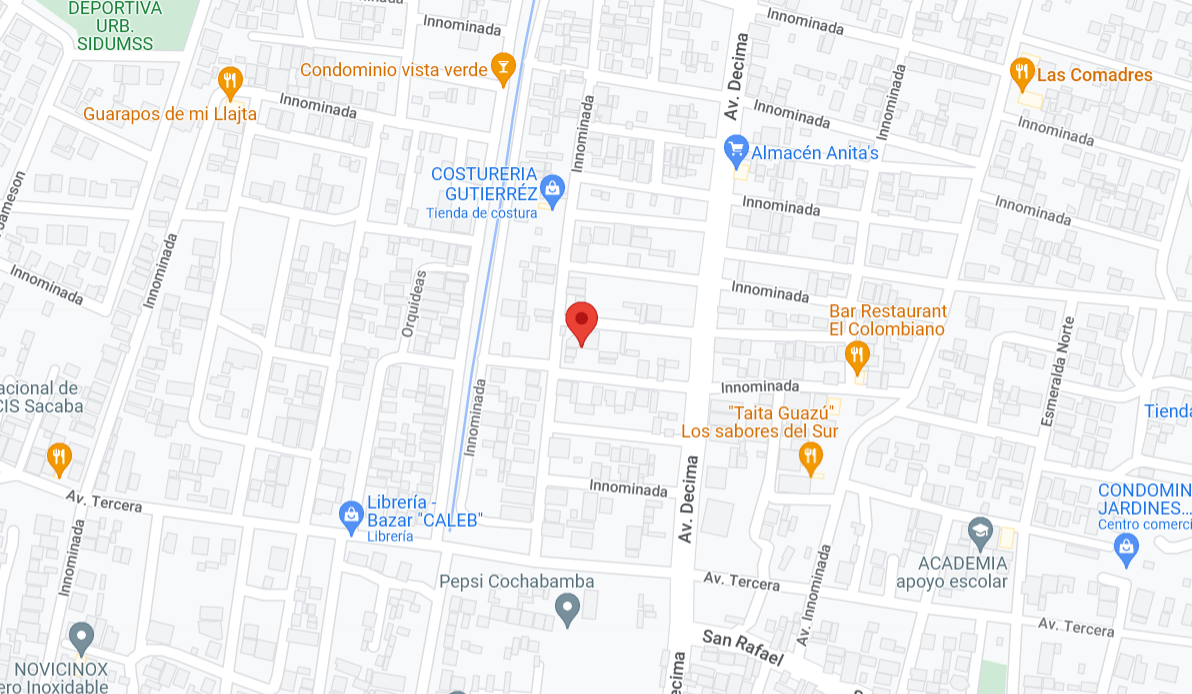 DEPORTIVA
URB.
SIDUMSS
Innominada
Innominada
Av. Decima
Condominio vista verde
Las Comadres
Guarapos de mi Llajta
Innominada
Innominada
Innominada
Innominada
Innominada
Almacén Anita's
COSTURERIA
GUTIERRÉZ
Tienda de costura
Jameson
Innominada
Innominada
Innominada
Innominada
Orquideas
Innominada
Bar Restaurant
El Colombiano
Esmeralda Norte
acional de
CIS Sacaba
Innominada
Innominada
"Taita Guazú"
Los sabores del Sur
Tienda
Av. Tercera
Innominada
Av. Decima
Librería -
Bazar "CALEB"
Librería
CONDOMIN
JARDINES...
Centro comerci
Innominada
ACADEMIA
apoyo escolar
Pepsi Cochabamba
Av. Tercera
Av. Innominada
Av. Tercera
San Rafael
NOVICINOX
ero Inoxidable
ecima